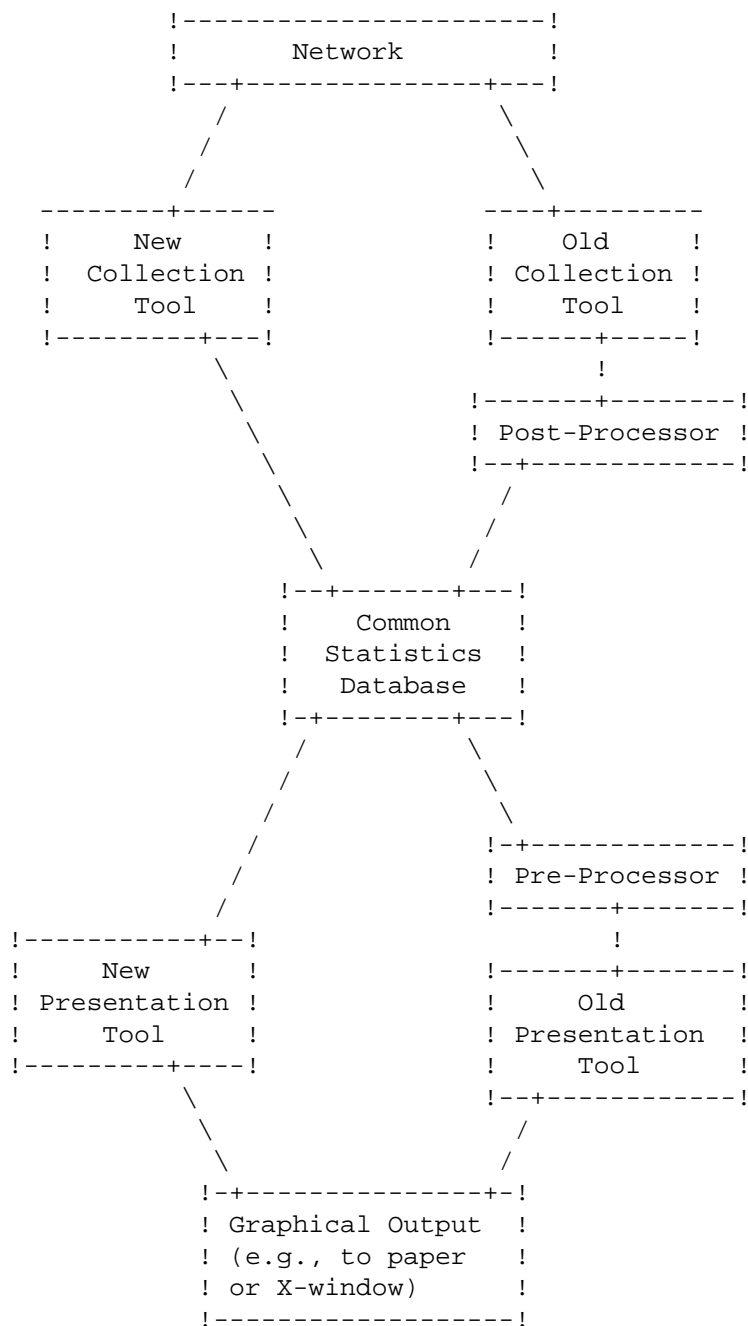 Network
New
Collection
Tool
Old
Collection
Tool
Post-Processor
Common
Statistics
Database
Pre-Processor
New
Presentation
Tool
Old
Presentation
Tool
Graphical Output
(e.g., to paper
or X-window)